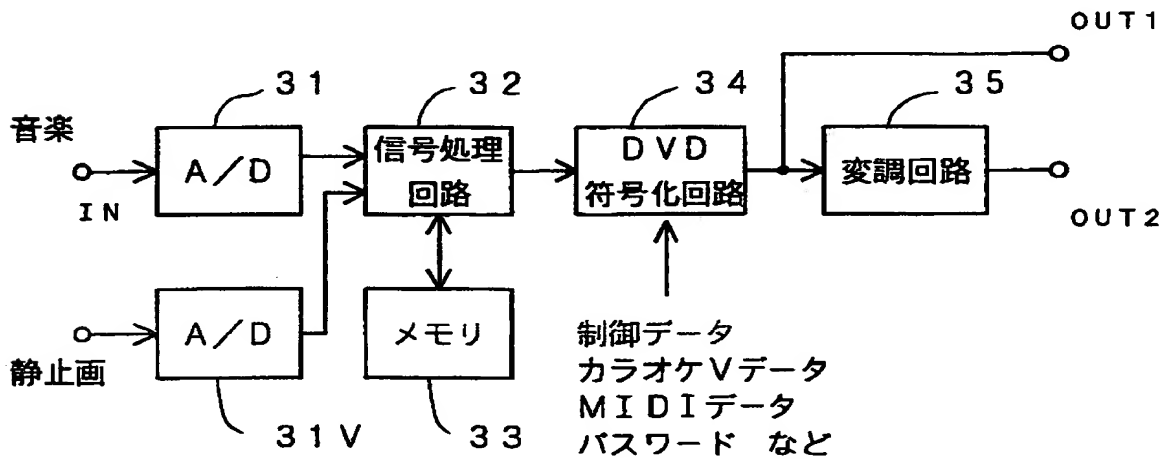 OUT1
31
32
34
35
音楽
A/D
信号処理
回路
DVD
符号化回路
変調回路
IN
OUT2
A/D
メモリ
静止画
制御データ
カラオケVデータ
MIDIデータ
パスワード など
31V
33